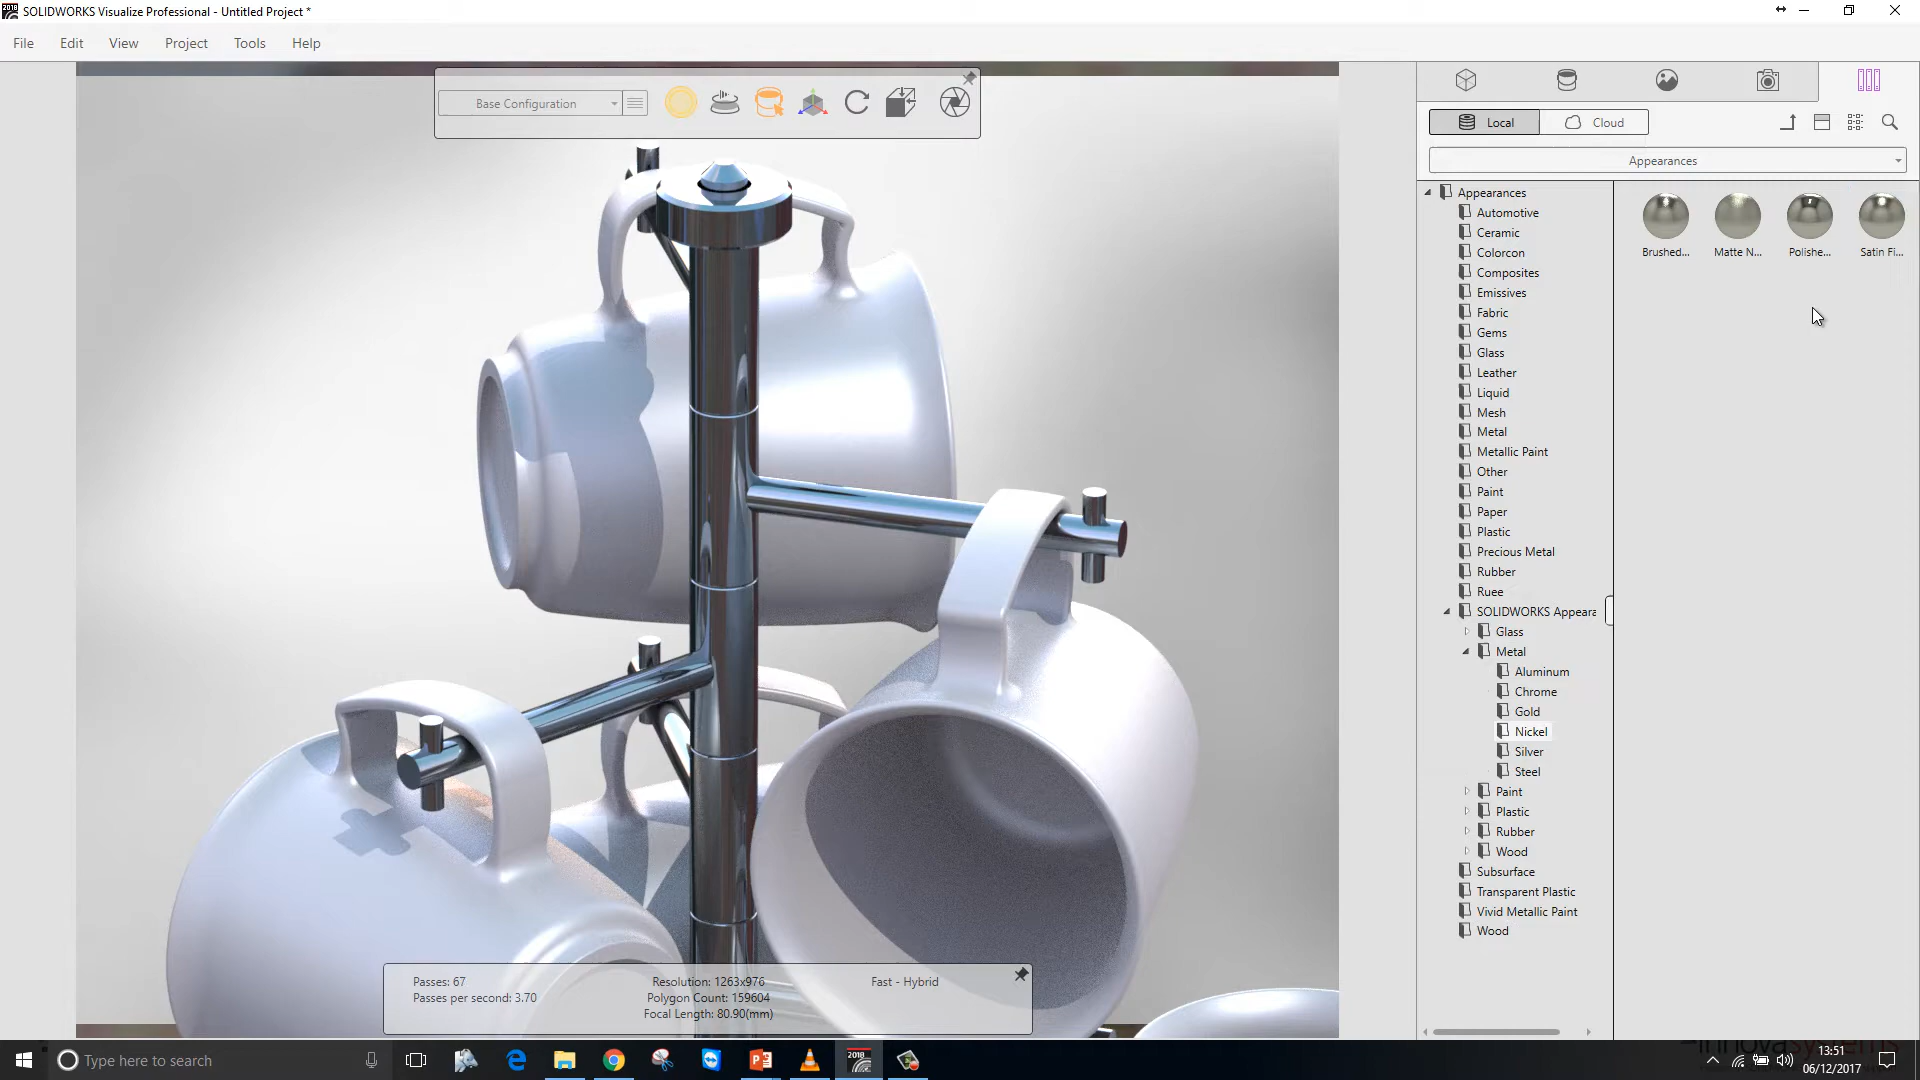 SOLIDWORKS Visualize Professional - Untitled Project *
File Edit View Project Tools Help
Base Configuration
Local Cloud
Appearances
Appearances
Automotive
Ceramic
Colorcon
Composites
Emissives
Fabric
Gems
Glass
Leather
Liquid
Mesh
Metal
Metallic Paint
Other
Paint
Paper
Plastic
Precious Metal
Rubber
Ruee
SOLIDWORKS Appeara
Glass
Metal
Aluminum
Chrome
Gold
Nickel
Silver
Steel
Paint
Plastic
Rubber
Wood
Subsurface
Transparent Plastic
Vivid Metallic Paint
Wood
Brushed... Matte N... Polishe... Satin Fi...
Passes: 67
Passes per second: 3.70
Resolution: 1263x976
Polygon Count: 159604
Focal Length: 80.90(mm)
Fast - Hybrid
Type here to search
2018
innovasystems
13:51
06/12/2017